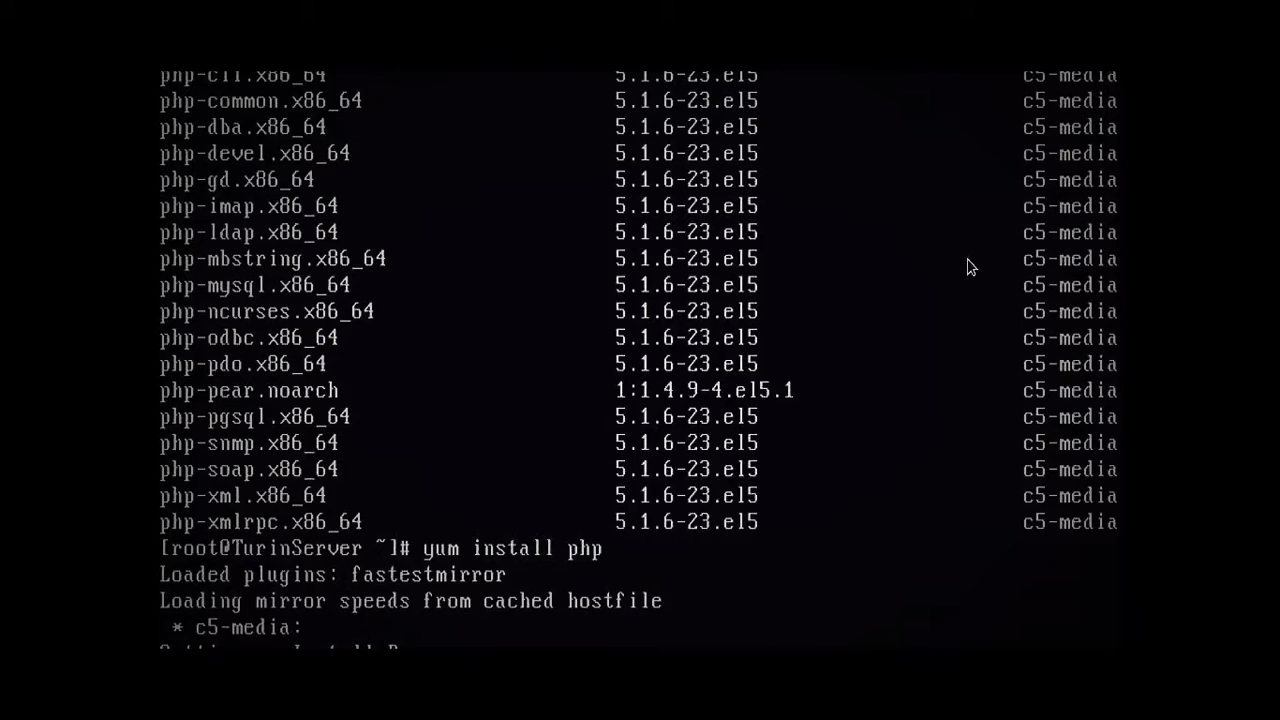 php-cli.x86_64 5.1.6-23.el5 c5-media
php-common.x86_64 5.1.6-23.el5 c5-media
php-dba.x86_64 5.1.6-23.el5 c5-media
php-devel.x86_64 5.1.6-23.el5 c5-media
php-gd.x86_64 5.1.6-23.el5 c5-media
php-imap.x86_64 5.1.6-23.el5 c5-media
php-ldap.x86_64 5.1.6-23.el5 c5-media
php-mbstring.x86_64 5.1.6-23.el5 c5-media
php-mysql.x86_64 5.1.6-23.el5 c5-media
php-ncurses.x86_64 5.1.6-23.el5 c5-media
php-odbc.x86_64 5.1.6-23.el5 c5-media
php-pdo.x86_64 5.1.6-23.el5 c5-media
php-pear.noarch 1:1.4.9-4.el5.1 c5-media
php-pgsql.x86_64 5.1.6-23.el5 c5-media
php-snmp.x86_64 5.1.6-23.el5 c5-media
php-soap.x86_64 5.1.6-23.el5 c5-media
php-xml.x86_64 5.1.6-23.el5 c5-media
php-xmlrpc.x86_64 5.1.6-23.el5 c5-media
[root@TurinServer ~]# yum install php
Loaded plugins: fastestmirror
Loading mirror speeds from cached hostfile
* c5-media: